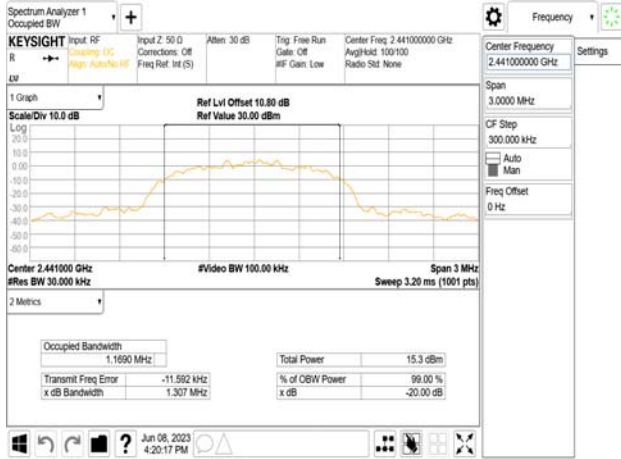 Spectrum Analyzer 1
Occupied BW
+
Frequency
KEYSIGHT
R
Input: RF
Coupling: DC
Align: Auto/No RF
Input Z: 50 Ω
Corrections: Off
Freq Ref: Int (S)
Atten: 30 dB
Trig: Free Run
Gate: Off
#IF Gain: Low
Center Freq: 2.441000000 GHz
Avg|Hold: 100/100
Radio Std: None
Center Frequency
2.441000000 GHz
Settings
Span
3.0000 MHz
CF Step
300.000 kHz
Auto
Man
Freq Offset
0 Hz
1 Graph
Scale/Div 10.0 dB
Ref Lvl Offset 10.80 dB
Ref Value 30.00 dBm
Log
20.0
10.0
0.00
-10.0
-20.0
-30.0
-40.0
-50.0
-60.0
Center 2.441000 GHz
#Res BW 30.000 kHz
#Video BW 100.00 kHz
Span 3 MHz
Sweep 3.20 ms (1001 pts)
2 Metrics
Occupied Bandwidth
1.1690 MHz
Total Power 15.3 dBm
Transmit Freq Error -11.592 kHz
% of OBW Power 99.00 %
x dB Bandwidth 1.307 MHz
x dB -20.00 dB
?
Jun 08, 2023
4:20:17 PM